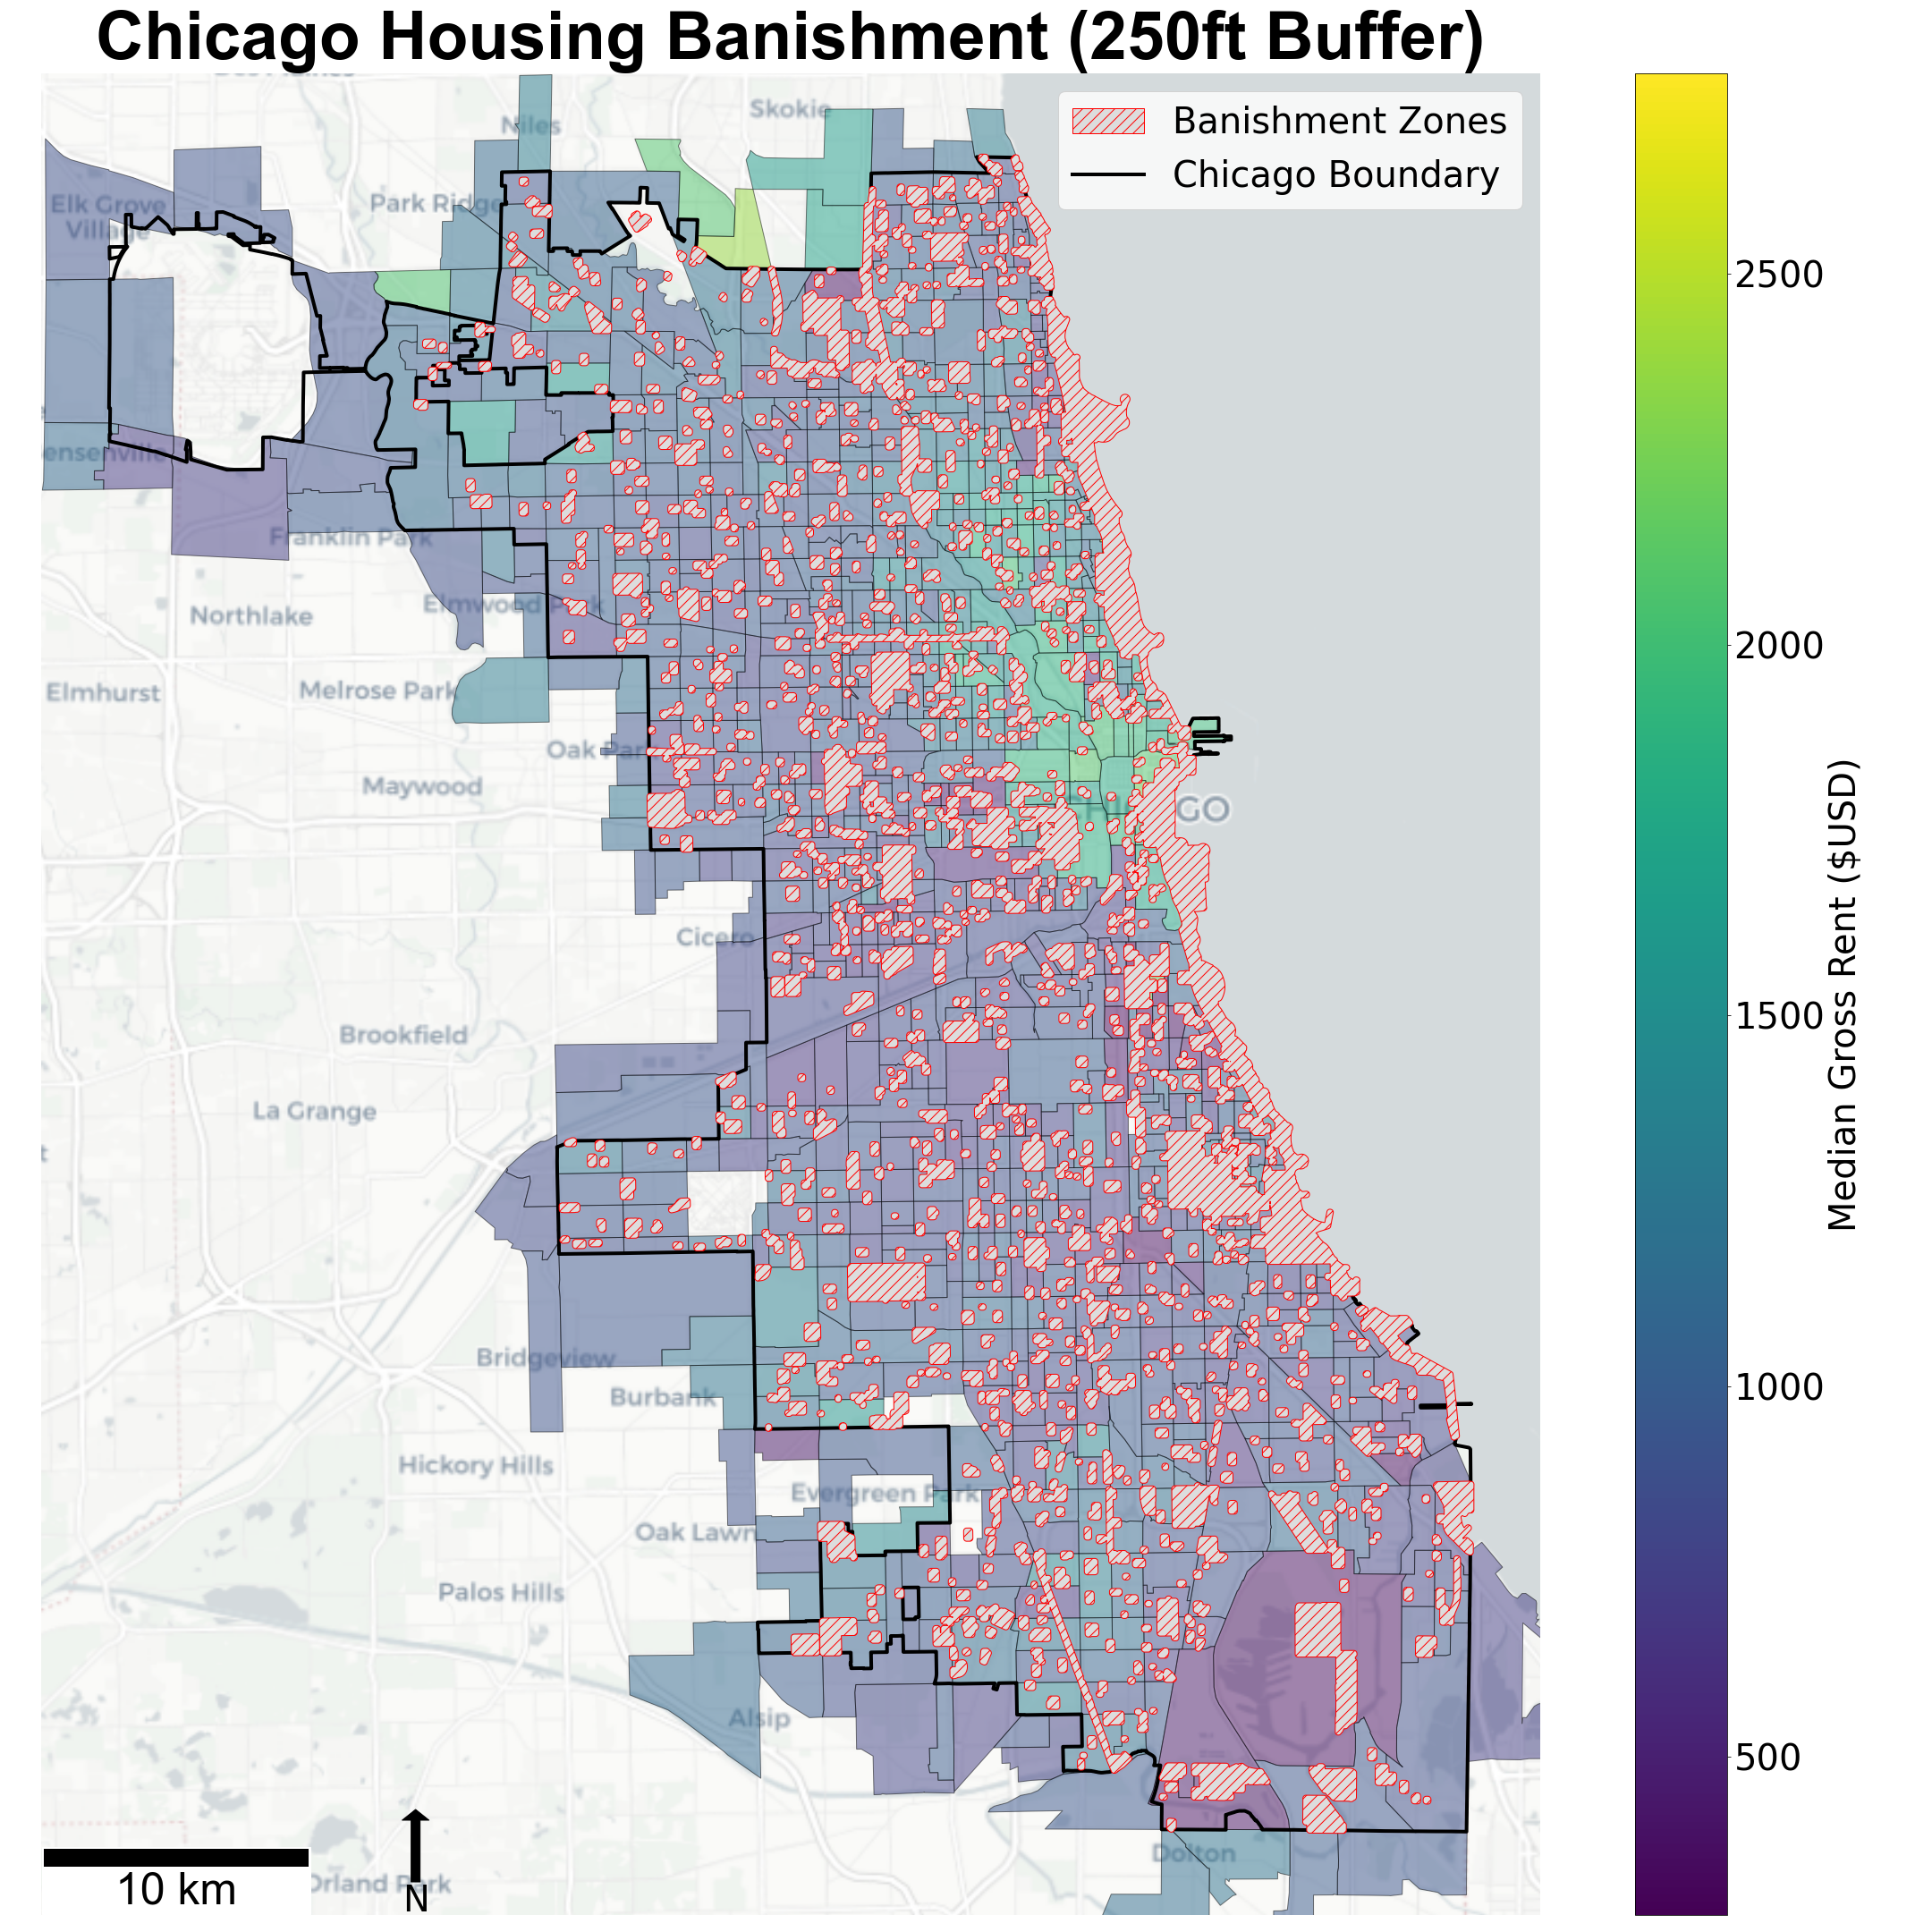 Chicago Housing Banishment (250ft Buffer)
Skokie
Niles
Banishment Zones
Chicago Boundary
Elk Grove
Village
Park Ridge
2500
ensenville
Franklin Park
Northlake
Elmwood Park
2000
Elmhurst
Melrose Park
Oak Par
Maywood
CHICAGO
Cicero
Median Gross Rent ($USD)
1500
Brookfield
La Grange
Bridgeview
1000
Burbank
Hickory Hills
Evergreen Park
Oak Lawn
Palos Hills
Alsip
500
Dolton
10 km
Orland Park
N